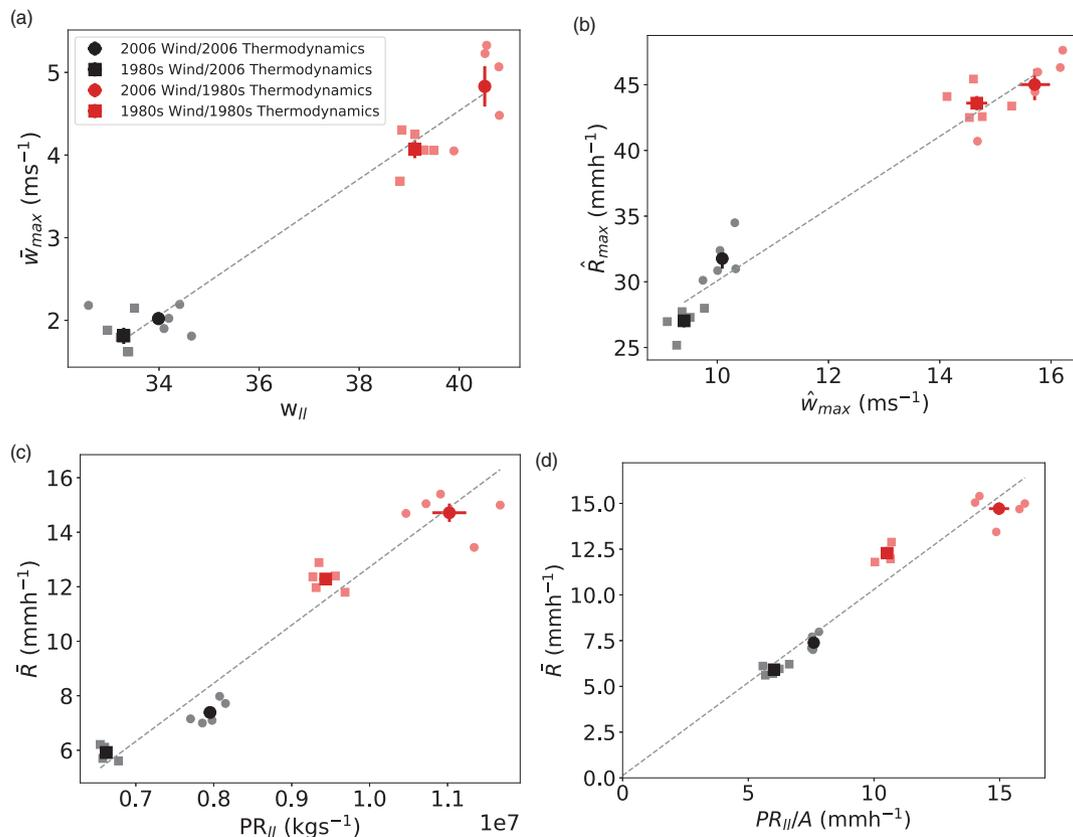 (a)
5
4
3
2
w̄max (ms−1)
2006 Wind/2006 Thermodynamics
1980s Wind/2006 Thermodynamics
2006 Wind/1980s Thermodynamics
1980s Wind/1980s Thermodynamics
34 36 38 40
wll
(b)
45
40
35
30
25
R̂max (mmh−1)
10 12 14 16
ŵmax (ms−1)
(c)
16
14
12
10
8
6
R̄ (mmh−1)
0.7 0.8 0.9 1.0 1.1
PRll (kgs−1) 1e7
(d)
15.0
12.5
10.0
7.5
5.0
2.5
0.0
R̄ (mmh−1)
0 5 10 15
PRll/A (mmh−1)